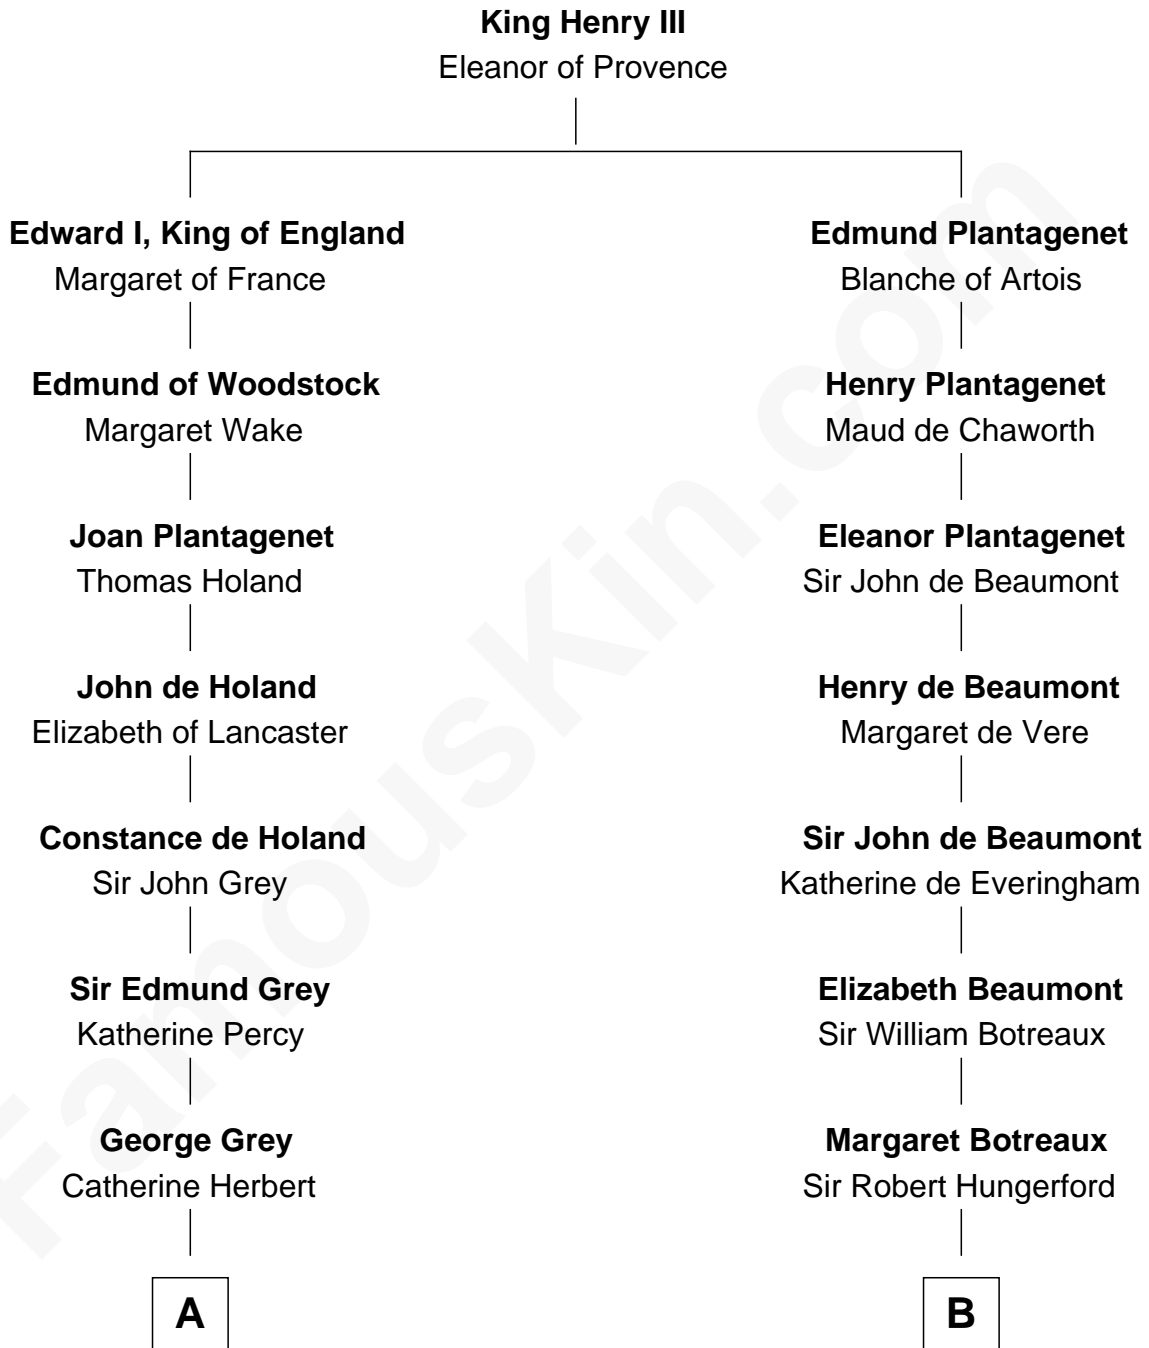 King Henry III
Eleanor of Provence
Edward I, King of England
Margaret of France
Edmund Plantagenet
Blanche of Artois
Edmund of Woodstock
Margaret Wake
Henry Plantagenet
Maud de Chaworth
Joan Plantagenet
Thomas Holand
Eleanor Plantagenet
Sir John de Beaumont
John de Holand
Elizabeth of Lancaster
Henry de Beaumont
Margaret de Vere
Constance de Holand
Sir John Grey
Sir John de Beaumont
Katherine de Everingham
Sir Edmund Grey
Katherine Percy
Elizabeth Beaumont
Sir William Botreaux
George Grey
Catherine Herbert
Margaret Botreaux
Sir Robert Hungerford
A
B
FamousKin.com